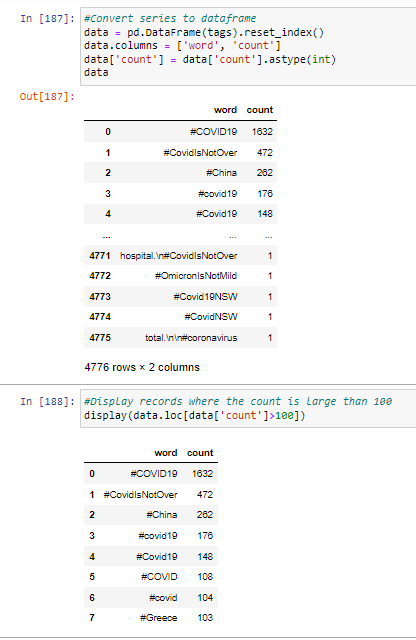 In [187]: #Convert series to dataframe
data = pd.DataFrame(tags).reset_index()
data.columns = ['word', 'count']
data['count'] = data['count'].astype(int)
data
Out[187]:
word count
0 #COVID19 1632
1 #CovidIsNotOver 472
2 #China 262
3 #covid19 176
4 #Covid19 148
... ... ...
4771 hospital.\n#CovidIsNotOver 1
4772 #OmicronIsNotMild 1
4773 #Covid19NSW 1
4774 #CovidNSW 1
4775 total.\n\n#coronavirus 1
4776 rows × 2 columns
In [188]: #Display records where the count is large than 100
display(data.loc[data['count']>100])
word count
0 #COVID19 1632
1 #CovidIsNotOver 472
2 #China 262
3 #covid19 176
4 #Covid19 148
5 #COVID 108
6 #covid 104
7 #Greece 103